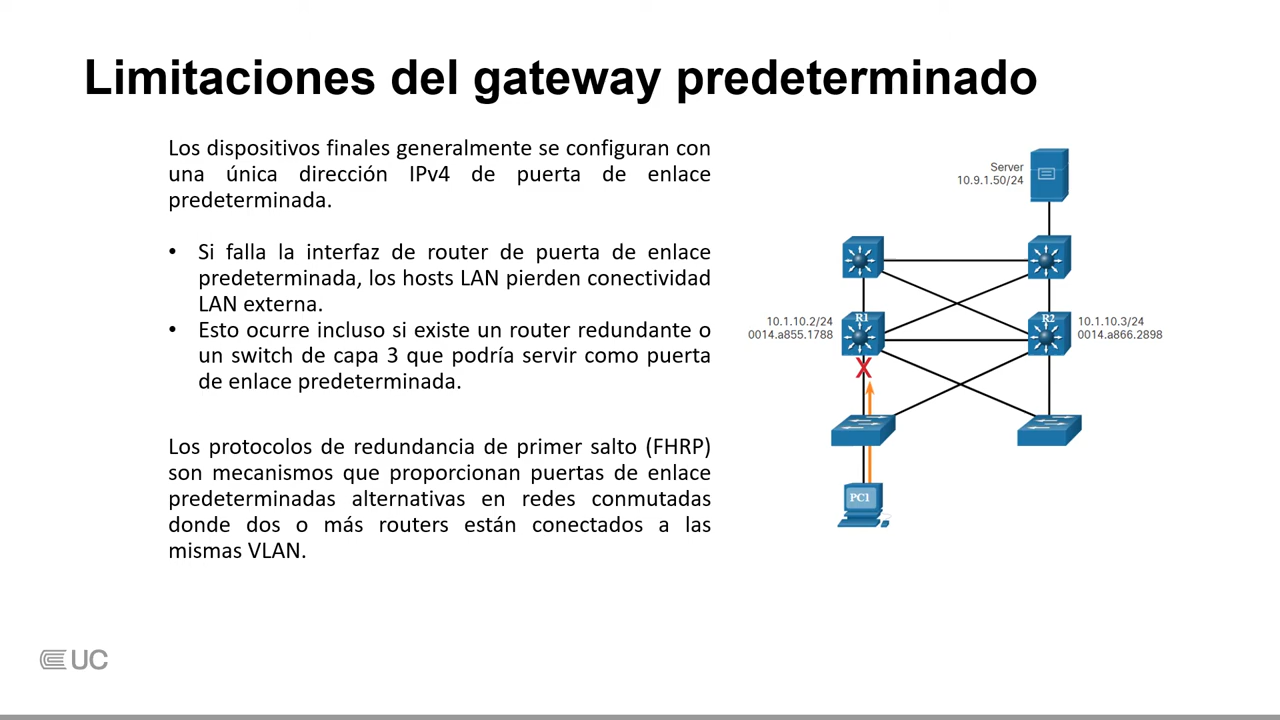 Limitaciones del gateway predeterminado
Los dispositivos finales generalmente se configuran con
una única dirección IPv4 de puerta de enlace
predeterminada.
• Si falla la interfaz de router de puerta de enlace
predeterminada, los hosts LAN pierden conectividad
LAN externa.
• Esto ocurre incluso si existe un router redundante o
un switch de capa 3 que podría servir como puerta
de enlace predeterminada.
Los protocolos de redundancia de primer salto (FHRP)
son mecanismos que proporcionan puertas de enlace
predeterminadas alternativas en redes conmutadas
donde dos o más routers están conectados a las
mismas VLAN.
Server
10.9.1.50/24
R1
10.1.10.2/24
0014.a855.1788
R2
10.1.10.3/24
0014.a866.2898
X
PC1
UC